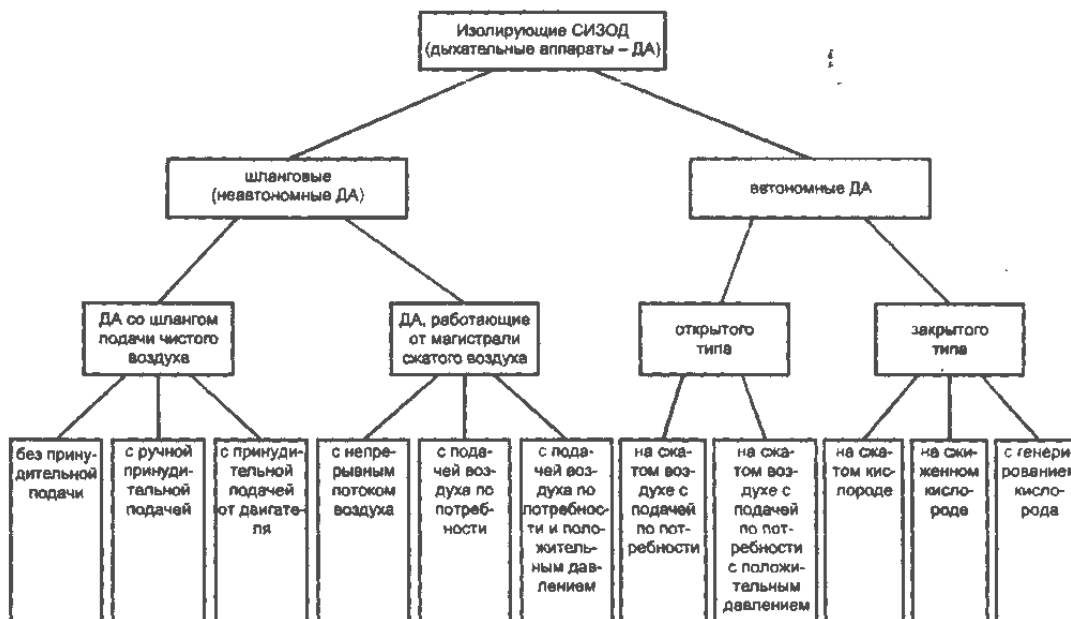 Изолирующие СИЗОД
(дыхательные аппараты – ДА)
шланговые
(неавтономные ДА)
автономные ДА
ДА со шлангом
подачи чистого
воздуха
ДА, работающие
от магистрали
сжатого воздуха
открытого
типа
закрытого
типа
без прину-
дительной
подачи
с ручной
принуди-
тельной
подачей
с принуди-
тельной
подачей
от двигате-
ля
с непре-
рывным
потоком
воздуха
с пода-
чей воз-
духа по
потреб-
ности
с пода-
чей воз-
духа по
потребнос-
ти и поло-
житель-
ным дав-
лением
на сжа-
том воз-
духе с
подачей
по пот-
ребности
на сжа-
том возду-
духе с
подачей
по пот-
ребности
с положи-
тельным
давлением
на сжа-
том кис-
лороде
на сжи-
женном
кисло-
роде
с генери-
рованием
кисло-
рода